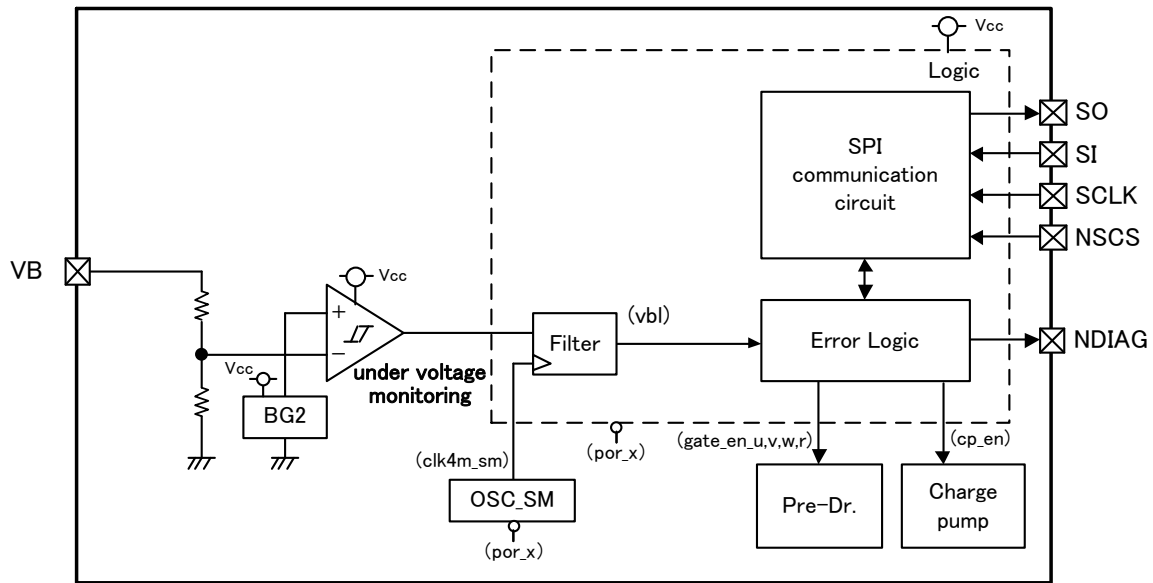 Vcc
Logic
SO
SI
SCLK
NSCS
SPI
communication
circuit
VB
Vcc
+
−
Vcc
under voltage
monitoring
BG2
Filter
(vbl)
Error Logic
NDIAG
(clk4m_sm)
(por_x)
(gate_en_u,v,w,r)
(cp_en)
OSC_SM
(por_x)
Pre-Dr.
Charge
pump